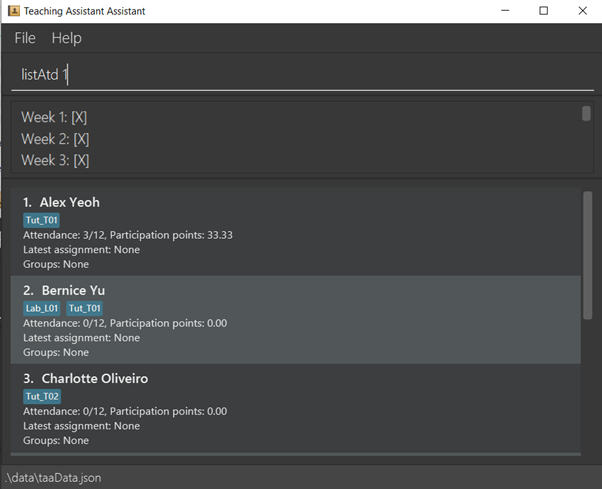 Teaching Assistant Assistant
File Help
listAtd 1
Week 1: [X]
Week 2: [X]
Week 3: [X]
1. Alex Yeoh
Tut_T01
Attendance: 3/12, Participation points: 33.33
Latest assignment: None
Groups: None
2. Bernice Yu
Lab_L01 Tut_T01
Attendance: 0/12, Participation points: 0.00
Latest assignment: None
Groups: None
3. Charlotte Oliveiro
Tut_T02
Attendance: 0/12, Participation points: 0.00
Latest assignment: None
Groups: None
.\data\taaData.json